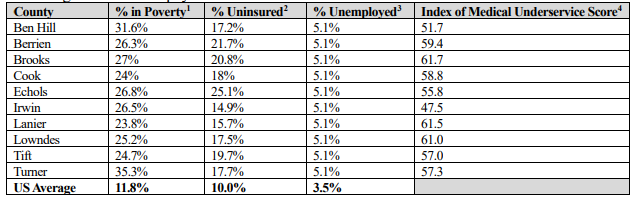 County % in Poverty1 % Uninsured2 % Unemployed3 Index of Medical Underservice Score4
Ben Hill 31.6% 17.2% 5.1% 51.7
Berrien 26.3% 21.7% 5.1% 59.4
Brooks 27% 20.8% 5.1% 61.7
Cook 24% 18% 5.1% 58.8
Echols 26.8% 25.1% 5.1% 55.8
Irwin 26.5% 14.9% 5.1% 47.5
Lanier 23.8% 15.7% 5.1% 61.5
Lowndes 25.2% 17.5% 5.1% 61.0
Tift 24.7% 19.7% 5.1% 57.0
Turner 35.3% 17.7% 5.1% 57.3
US Average 11.8% 10.0% 3.5%